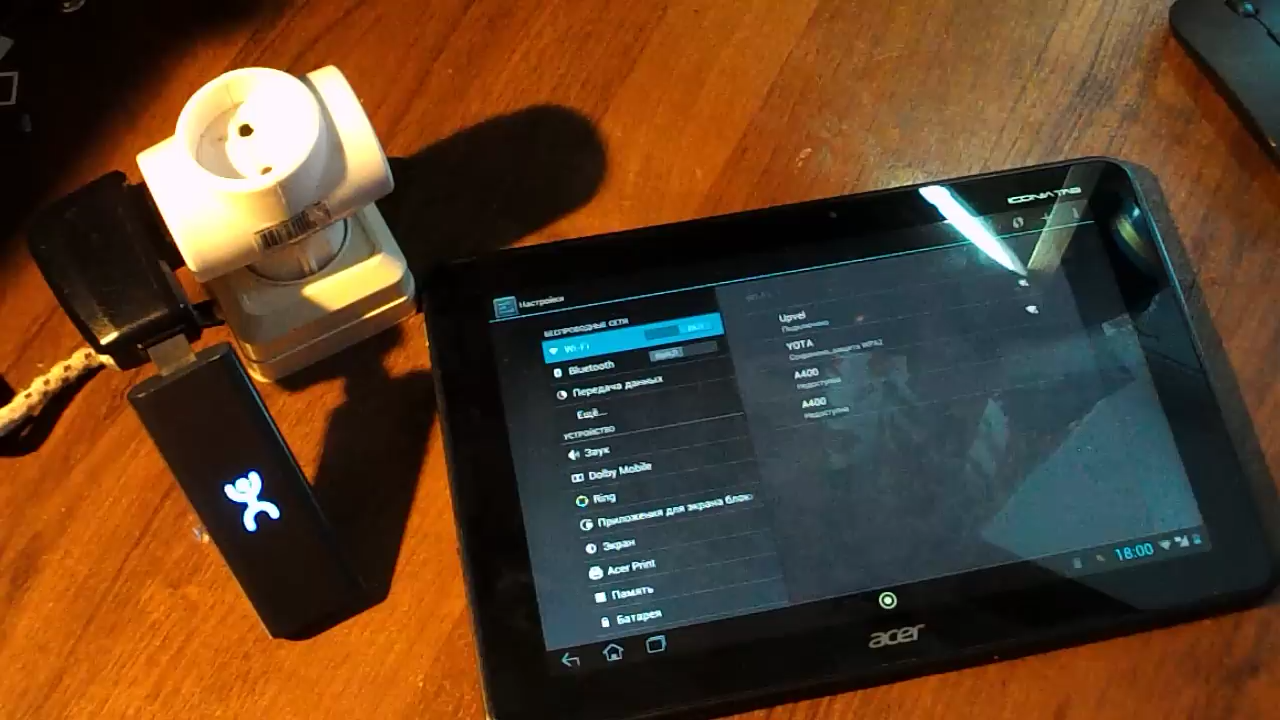 ICONIA TAB
Настройки
БЕСПРОВОДНЫЕ СЕТИ
Wi-Fi
Bluetooth
Передача данных
Ещё...
УСТРОЙСТВО
Звук
Dolby Mobile
Ring
Приложения для экрана блок
Экран
Acer Print
Память
Батарея
Wi-Fi
Upvel
Подключено
YOTA
Сохранено, защита WPA2
A400
Недоступна
A400
Недоступна
18:00
acer